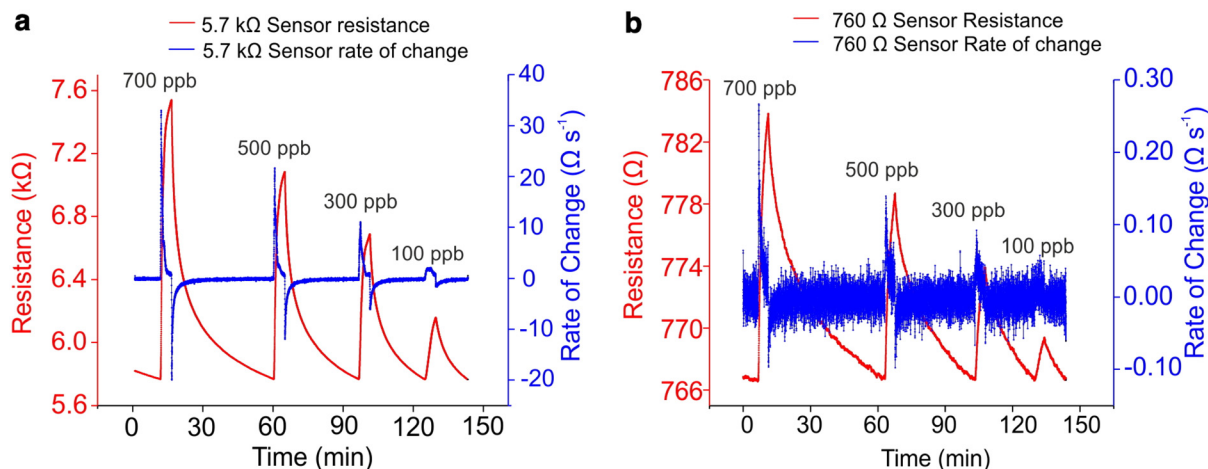 a
5.7 kΩ Sensor resistance
5.7 kΩ Sensor rate of change
7.6
7.2
6.8
6.4
6.0
5.6
Resistance (kΩ)
700 ppb
500 ppb
300 ppb
100 ppb
40
30
20
10
0
-10
-20
Rate of Change (Ω s⁻¹)
0
30
60
90
120
150
Time (min)
b
760 Ω Sensor Resistance
760 Ω Sensor Rate of change
786
782
778
774
770
766
Resistance (Ω)
700 ppb
500 ppb
300 ppb
100 ppb
0.30
0.20
0.10
0.00
-0.10
Rate of Change (Ω s⁻¹)
0
30
60
90
120
150
Time (min)